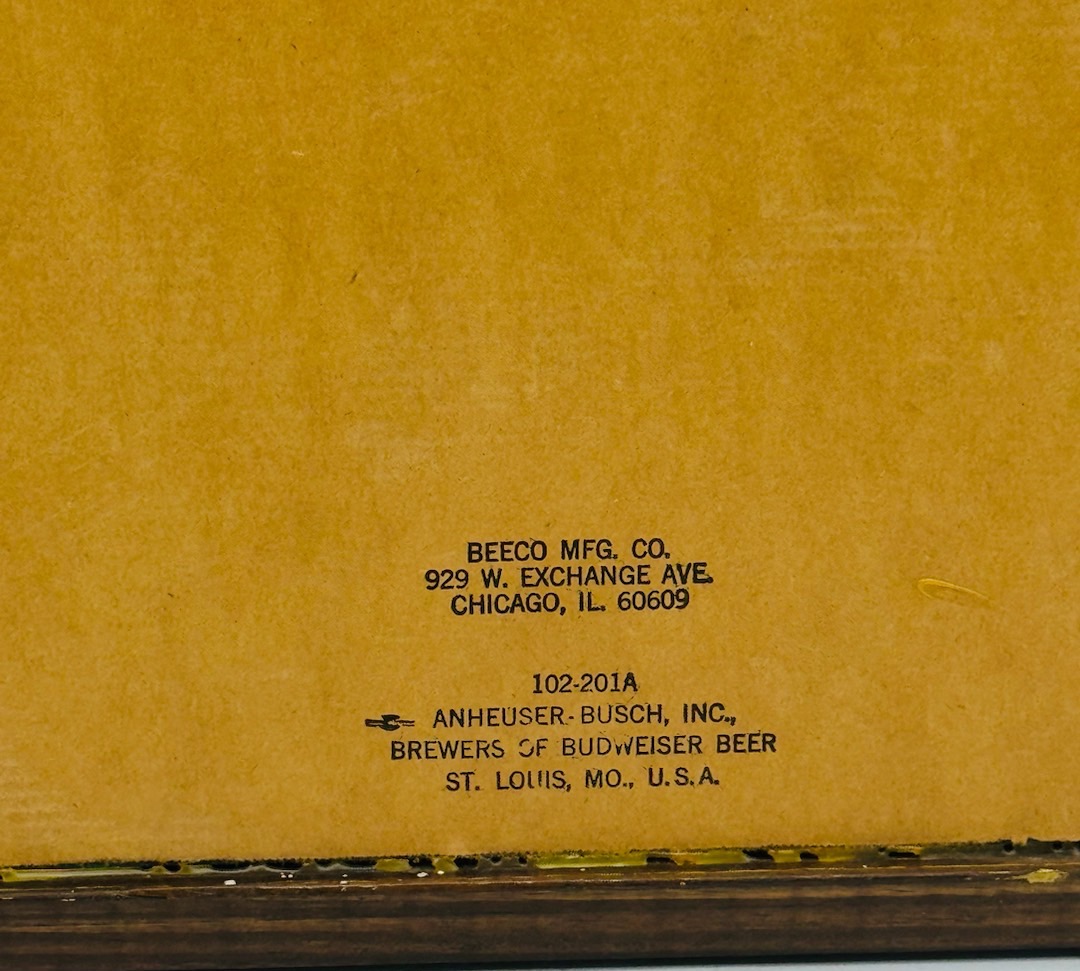 BEECO MFG. CO.
929 W. EXCHANGE AVE.
CHICAGO, IL. 60609
102-201A
ANHEUSER-BUSCH, INC.,
BREWERS OF BUDWEISER BEER
ST. LOUIS, MO., U.S.A.